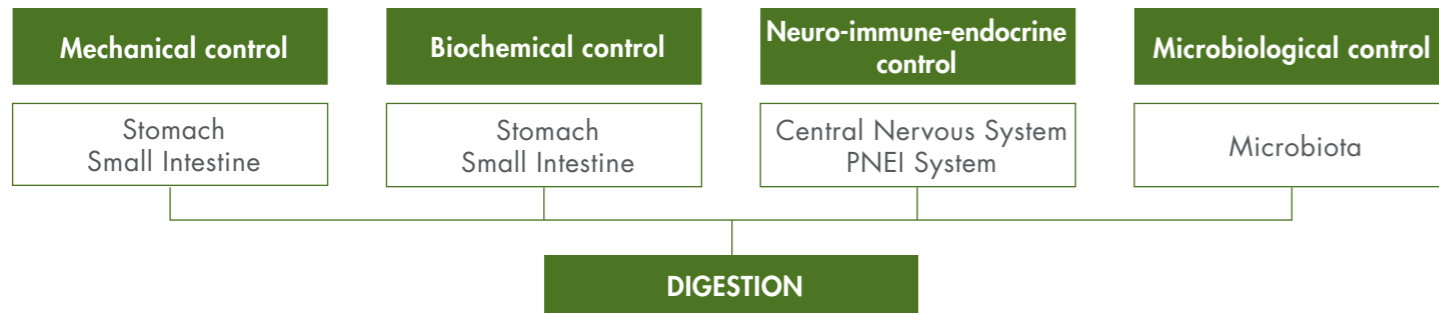 Mechanical control
Stomach
Small Intestine
Biochemical control
Stomach
Small Intestine
Neuro-immune-endocrine
control
Central Nervous System
PNEI System
Microbiological control
Microbiota
DIGESTION